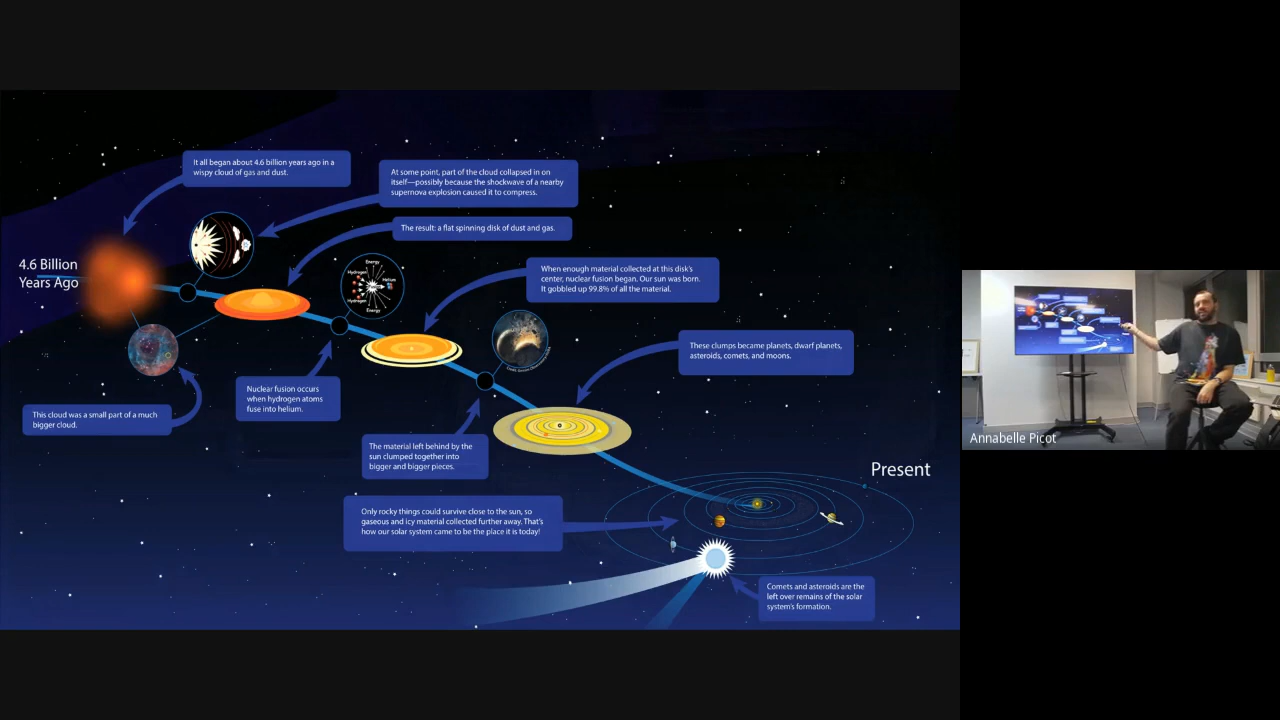 It all began about 4.6 billion years ago in a
wispy cloud of gas and dust.
At some point, part of the cloud collapsed in on
itself—possibly because the shockwave of a nearby
supernova explosion caused it to compress.
The result: a flat spinning disk of dust and gas.
4.6 Billion
Years Ago
Energy
Hydrogen
Helium
Hydrogen
Energy
When enough material collected at this disk's
center, nuclear fusion began. Our sun was born.
It gobbled up 99.8% of all the material.
These clumps became planets, dwarf planets,
asteroids, comets, and moons.
Nuclear fusion occurs
when hydrogen atoms
fuse into helium.
This cloud was a small part of a much
bigger cloud.
The material left behind by the
sun clumped together into
bigger and bigger pieces.
Present
Only rocky things could survive close to the sun, so
gaseous and icy material collected further away. That's
how our solar system came to be the place it is today!
Comets and asteroids are the
left over remains of the solar
system's formation.
Annabelle Picot